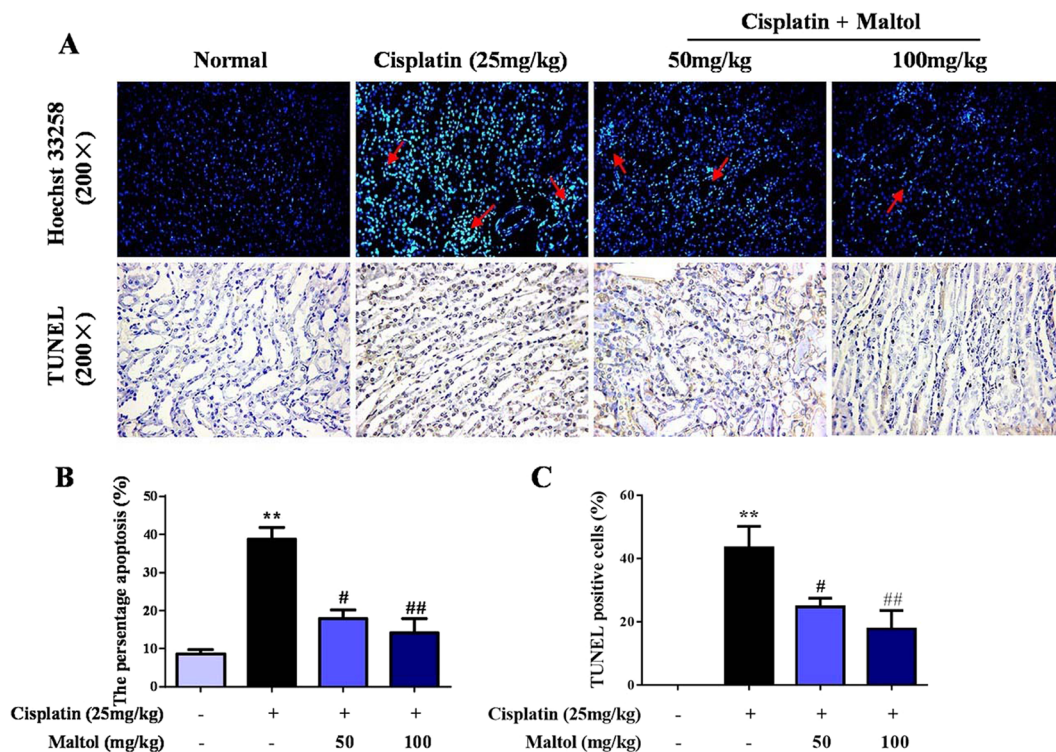 A
Cisplatin + Maltol
Normal
Cisplatin (25mg/kg)
50mg/kg
100mg/kg
Hoechst 33258
(200×)
TUNEL
(200×)
B
The persentage apoptosis (%)
50
40
30
20
10
0
**
#
##
Cisplatin (25mg/kg) - + + +
Maltol (mg/kg) - - 50 100
C
TUNEL positive cells (%)
60
40
20
0
**
#
##
Cisplatin (25mg/kg) - + + +
Maltol (mg/kg) - - 50 100